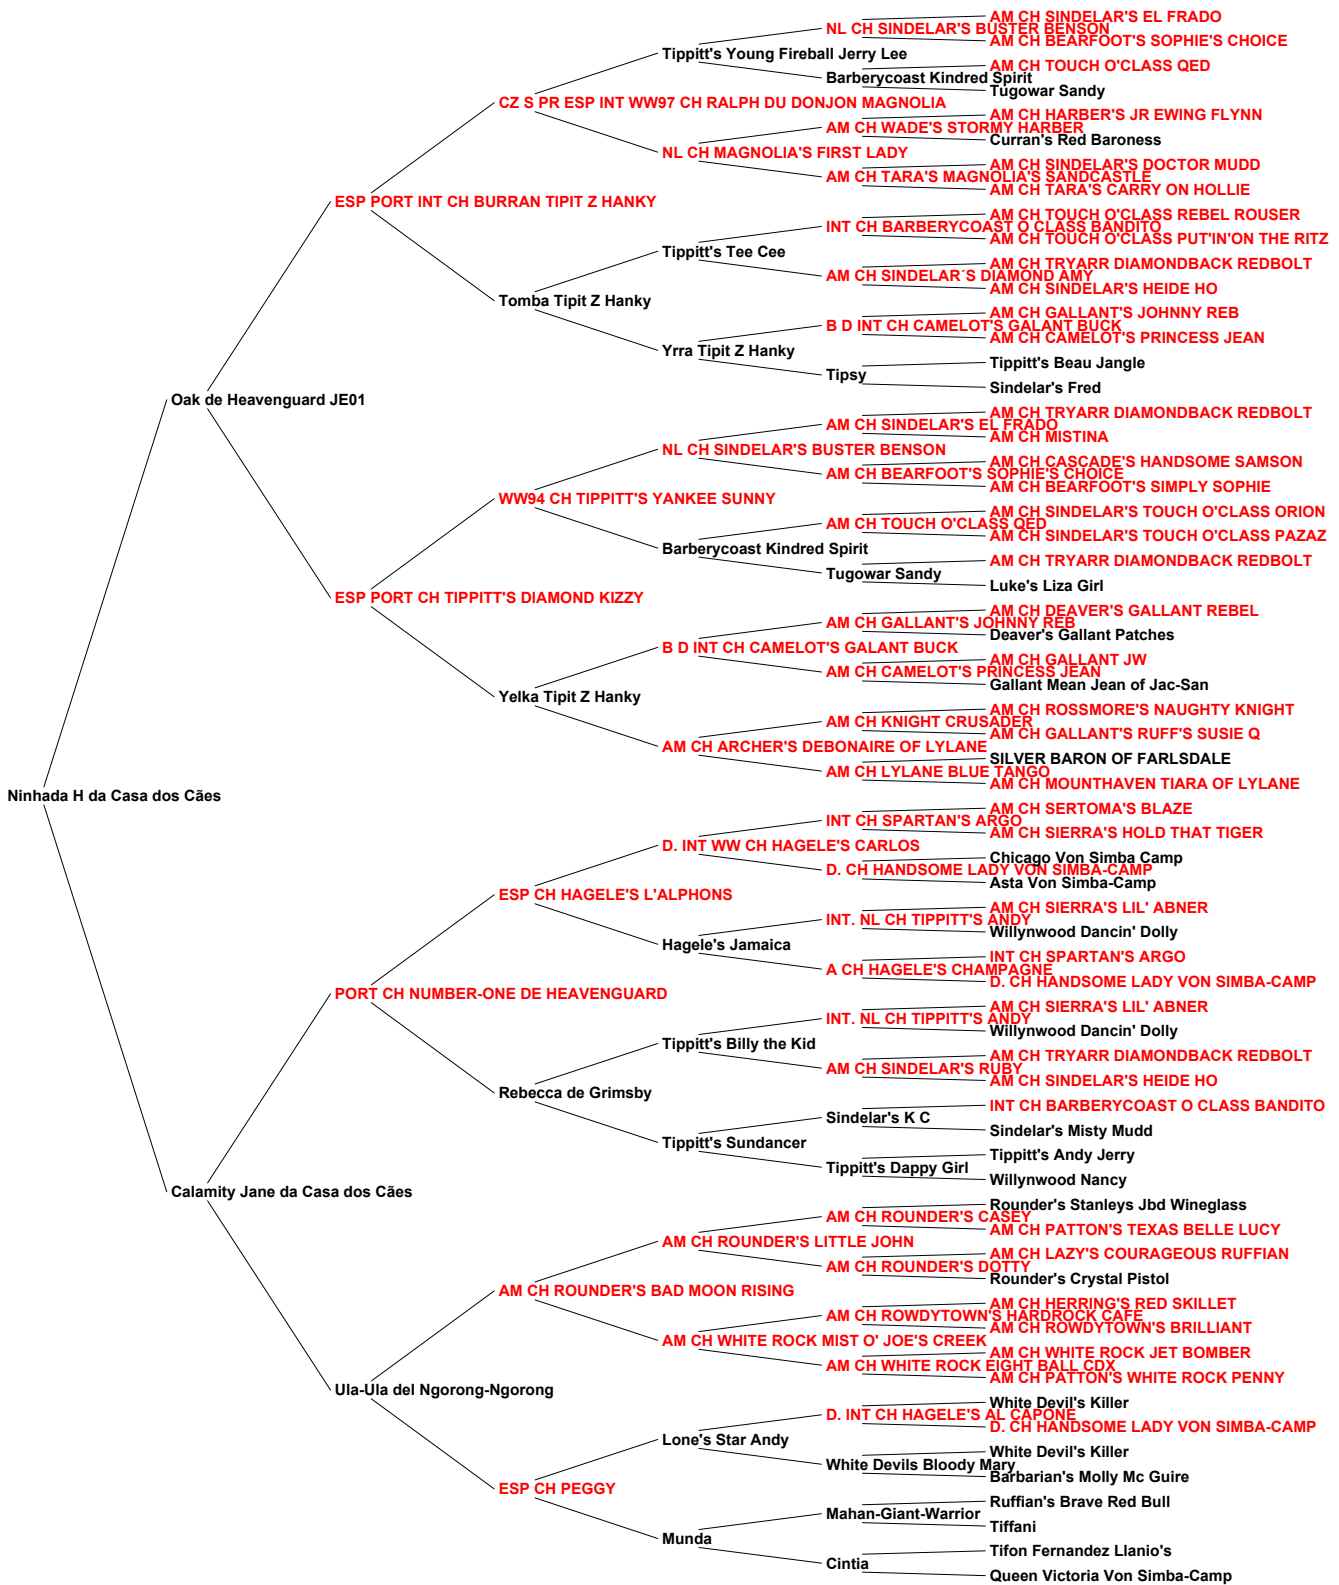 AM CH SINDELAR'S EL FRADO
NL CH SINDELAR'S BUSTER BENSON
AM CH BEARFOOT'S SOPHIE'S CHOICE
Tippitt's Young Fireball Jerry Lee
AM CH TOUCH O'CLASS QED
Barberycoast Kindred Spirit
Tugowar Sandy
CZ S PR ESP INT WW97 CH RALPH DU DONJON MAGNOLIA
AM CH HARBER'S JR EWING FLYNN
AM CH WADE'S STORMY HARBER
Curran's Red Baroness
NL CH MAGNOLIA'S FIRST LADY
AM CH SINDELAR'S DOCTOR MUDD
AM CH TARA'S MAGNOLIA'S SANDCASTLE
AM CH TARA'S CARRY ON HOLLIE
ESP PORT INT CH BURRAN TIPIT Z HANKY
AM CH TOUCH O'CLASS REBEL ROUSER
INT CH BARBERYCOAST O CLASS BANDITO
AM CH TOUCH O'CLASS PUT'IN'ON THE RITZ
Tippitt's Tee Cee
AM CH TRYARR DIAMONDBACK REDBOLT
AM CH SINDELAR´S DIAMOND AMY
AM CH SINDELAR'S HEIDE HO
Tomba Tipit Z Hanky
AM CH GALLANT'S JOHNNY REB
B D INT CH CAMELOT'S GALANT BUCK
AM CH CAMELOT'S PRINCESS JEAN
Yrra Tipit Z Hanky
Tippitt's Beau Jangle
Tipsy
Sindelar's Fred
Oak de Heavenguard JE01
AM CH TRYARR DIAMONDBACK REDBOLT
AM CH SINDELAR'S EL FRADO
AM CH MISTINA
NL CH SINDELAR'S BUSTER BENSON
AM CH CASCADE'S HANDSOME SAMSON
AM CH BEARFOOT'S SOPHIE'S CHOICE
AM CH BEARFOOT'S SIMPLY SOPHIE
WW94 CH TIPPITT'S YANKEE SUNNY
AM CH SINDELAR'S TOUCH O'CLASS ORION
AM CH TOUCH O'CLASS QED
AM CH SINDELAR'S TOUCH O'CLASS PAZAZ
Barberycoast Kindred Spirit
AM CH TRYARR DIAMONDBACK REDBOLT
Tugowar Sandy
Luke's Liza Girl
ESP PORT CH TIPPITT'S DIAMOND KIZZY
AM CH DEAVER'S GALLANT REBEL
AM CH GALLANT'S JOHNNY REB
Deaver's Gallant Patches
B D INT CH CAMELOT'S GALANT BUCK
AM CH GALLANT JW
AM CH CAMELOT'S PRINCESS JEAN
Gallant Mean Jean of Jac-San
Yelka Tipit Z Hanky
AM CH ROSSMORE'S NAUGHTY KNIGHT
AM CH KNIGHT CRUSADER
AM CH GALLANT'S RUFF'S SUSIE Q
AM CH ARCHER'S DEBONAIRE OF LYLANE
SILVER BARON OF FARLSDALE
AM CH LYLANE BLUE TANGO
AM CH MOUNTHAVEN TIARA OF LYLANE
Ninhada H da Casa dos Cães
AM CH SERTOMA'S BLAZE
INT CH SPARTAN'S ARGO
AM CH SIERRA'S HOLD THAT TIGER
D. INT WW CH HAGELE'S CARLOS
Chicago Von Simba Camp
D. CH HANDSOME LADY VON SIMBA-CAMP
Asta Von Simba-Camp
ESP CH HAGELE'S L'ALPHONS
AM CH SIERRA'S LIL' ABNER
INT. NL CH TIPPITT'S ANDY
Willynwood Dancin' Dolly
Hagele's Jamaica
INT CH SPARTAN'S ARGO
A CH HAGELE'S CHAMPAGNE
D. CH HANDSOME LADY VON SIMBA-CAMP
PORT CH NUMBER-ONE DE HEAVENGUARD
AM CH SIERRA'S LIL' ABNER
INT. NL CH TIPPITT'S ANDY
Willynwood Dancin' Dolly
Tippitt's Billy the Kid
AM CH TRYARR DIAMONDBACK REDBOLT
AM CH SINDELAR'S RUBY
AM CH SINDELAR'S HEIDE HO
Rebecca de Grimsby
INT CH BARBERYCOAST O CLASS BANDITO
Sindelar's K C
Sindelar's Misty Mudd
Tippitt's Sundancer
Tippitt's Andy Jerry
Tippitt's Dappy Girl
Willynwood Nancy
Calamity Jane da Casa dos Cães
Rounder's Stanleys Jbd Wineglass
AM CH ROUNDER'S CASEY
AM CH PATTON'S TEXAS BELLE LUCY
AM CH ROUNDER'S LITTLE JOHN
AM CH LAZY'S COURAGEOUS RUFFIAN
AM CH ROUNDER'S DOTTY
Rounder's Crystal Pistol
AM CH ROUNDER'S BAD MOON RISING
AM CH HERRING'S RED SKILLET
AM CH ROWDYTOWN'S HARDROCK CAFE
AM CH ROWDYTOWN'S BRILLIANT
AM CH WHITE ROCK MIST O' JOE'S CREEK
AM CH WHITE ROCK JET BOMBER
AM CH WHITE ROCK EIGHT BALL CDX
AM CH PATTON'S WHITE ROCK PENNY
Ula-Ula del Ngorong-Ngorong
White Devil's Killer
D. INT CH HAGELE'S AL CAPONE
D. CH HANDSOME LADY VON SIMBA-CAMP
Lone's Star Andy
White Devil's Killer
White Devils Bloody Mary
Barbarian's Molly Mc Guire
ESP CH PEGGY
Ruffian's Brave Red Bull
Mahan-Giant-Warrior
Tiffani
Munda
Tifon Fernandez Llanio's
Cintia
Queen Victoria Von Simba-Camp